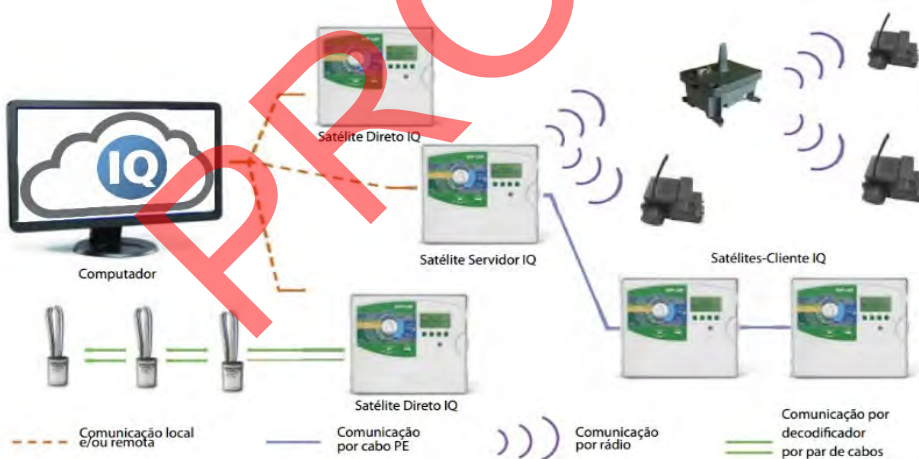 Satélite Direto IQ
IQ
Computador
Satélite Servidor IQ
Satélites-Cliente IQ
Satélite Direto IQ
Comunicação local
e/ou remota
Comunicação
por cabo PE
Comunicação
por rádio
Comunicação por
decodificador
por par de cabos
PRO